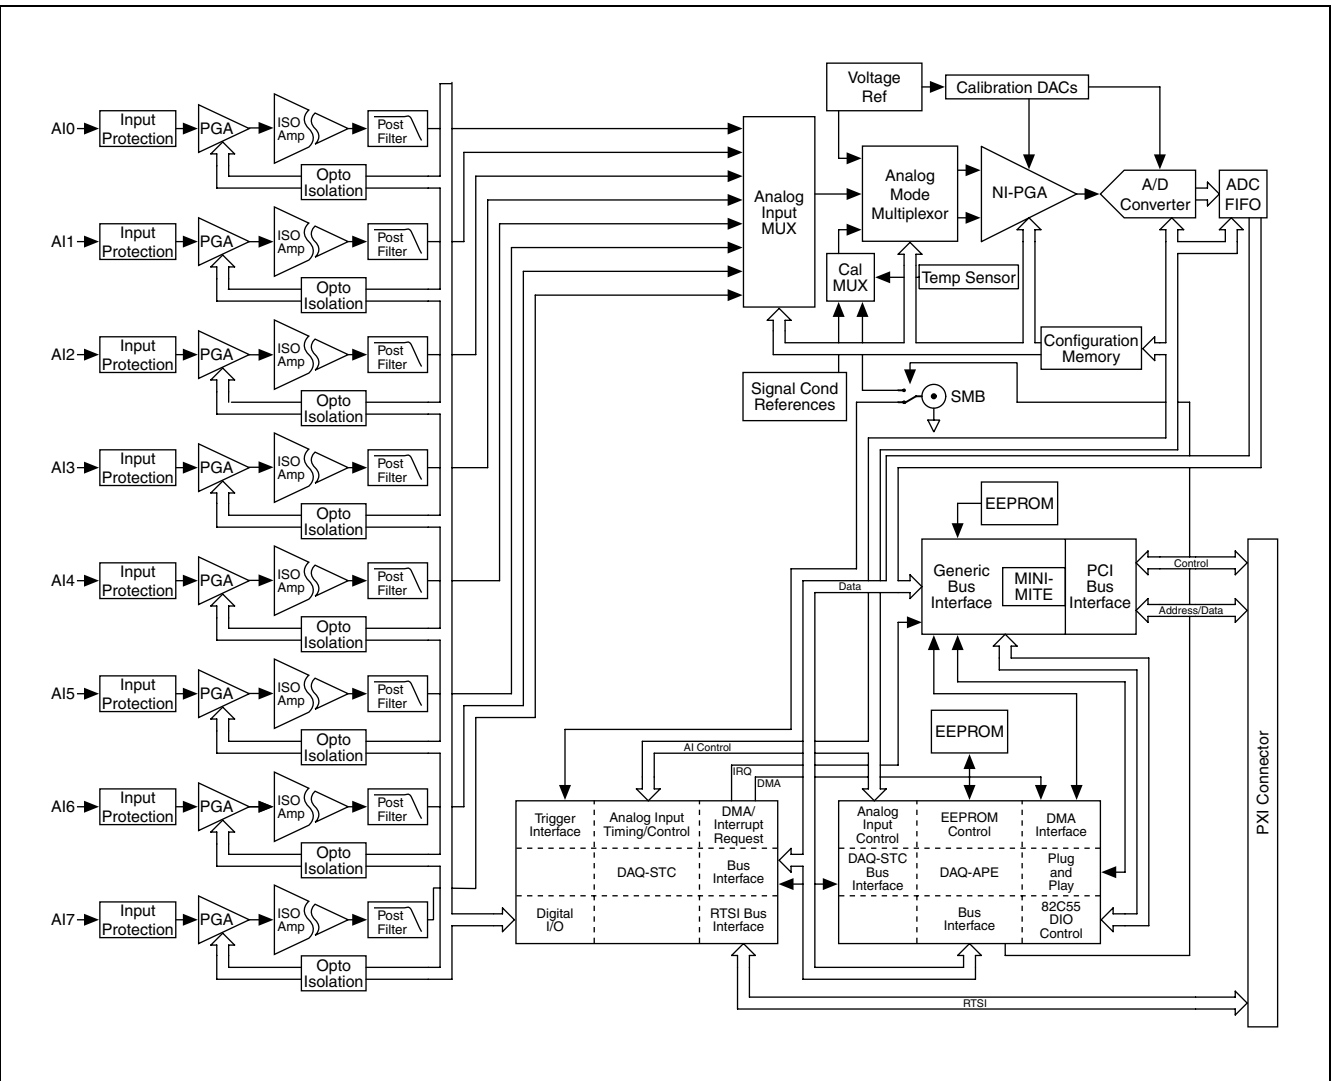 Voltage
Ref
Calibration DACs
AI0
Input
Protection
PGA
ISO
Amp
Post
Filter
Opto
Isolation
AI1
Input
Protection
PGA
ISO
Amp
Post
Filter
Opto
Isolation
AI2
Input
Protection
PGA
ISO
Amp
Post
Filter
Opto
Isolation
AI3
Input
Protection
PGA
ISO
Amp
Post
Filter
Opto
Isolation
AI4
Input
Protection
PGA
ISO
Amp
Post
Filter
Opto
Isolation
AI5
Input
Protection
PGA
ISO
Amp
Post
Filter
Opto
Isolation
AI6
Input
Protection
PGA
ISO
Amp
Post
Filter
Opto
Isolation
AI7
Input
Protection
PGA
ISO
Amp
Post
Filter
Opto
Isolation
Analog
Input
MUX
Analog
Mode
Multiplexor
NI-PGA
A/D
Converter
ADC
FIFO
Cal
MUX
Temp Sensor
Configuration
Memory
Signal Cond
References
SMB
EEPROM
Generic
Bus
Interface
MINI-
MITE
PCI
Bus
Interface
Control
Address/Data
Data
PXI Connector
EEPROM
AI Control
IRQ
DMA
Trigger
Interface
Analog Input
Timing/Control
DMA/
Interrupt
Request
DAQ-STC
Bus
Interface
Digital
I/O
RTSI Bus
Interface
Analog
Input
Control
EEPROM
Control
DMA
Interface
DAQ-STC
Bus
Interface
DAQ-APE
Plug
and
Play
Bus
Interface
82C55
DIO
Control
RTSI